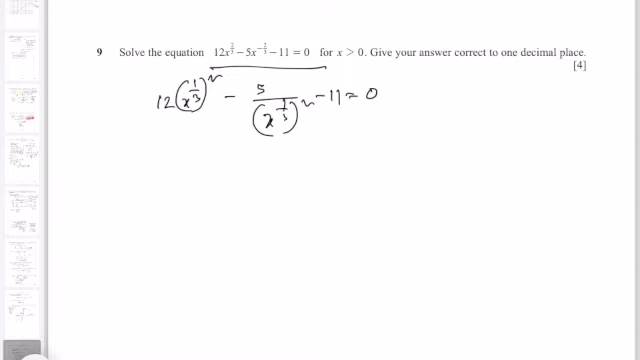 9 Solve the equation 12x^{2/3} − 5x^{−2/3} − 11 = 0 for x > 0. Give your answer correct to one decimal place.
[4]
12(x^{1/3})^2 − 5/(x^{1/3})^2 − 11 = 0